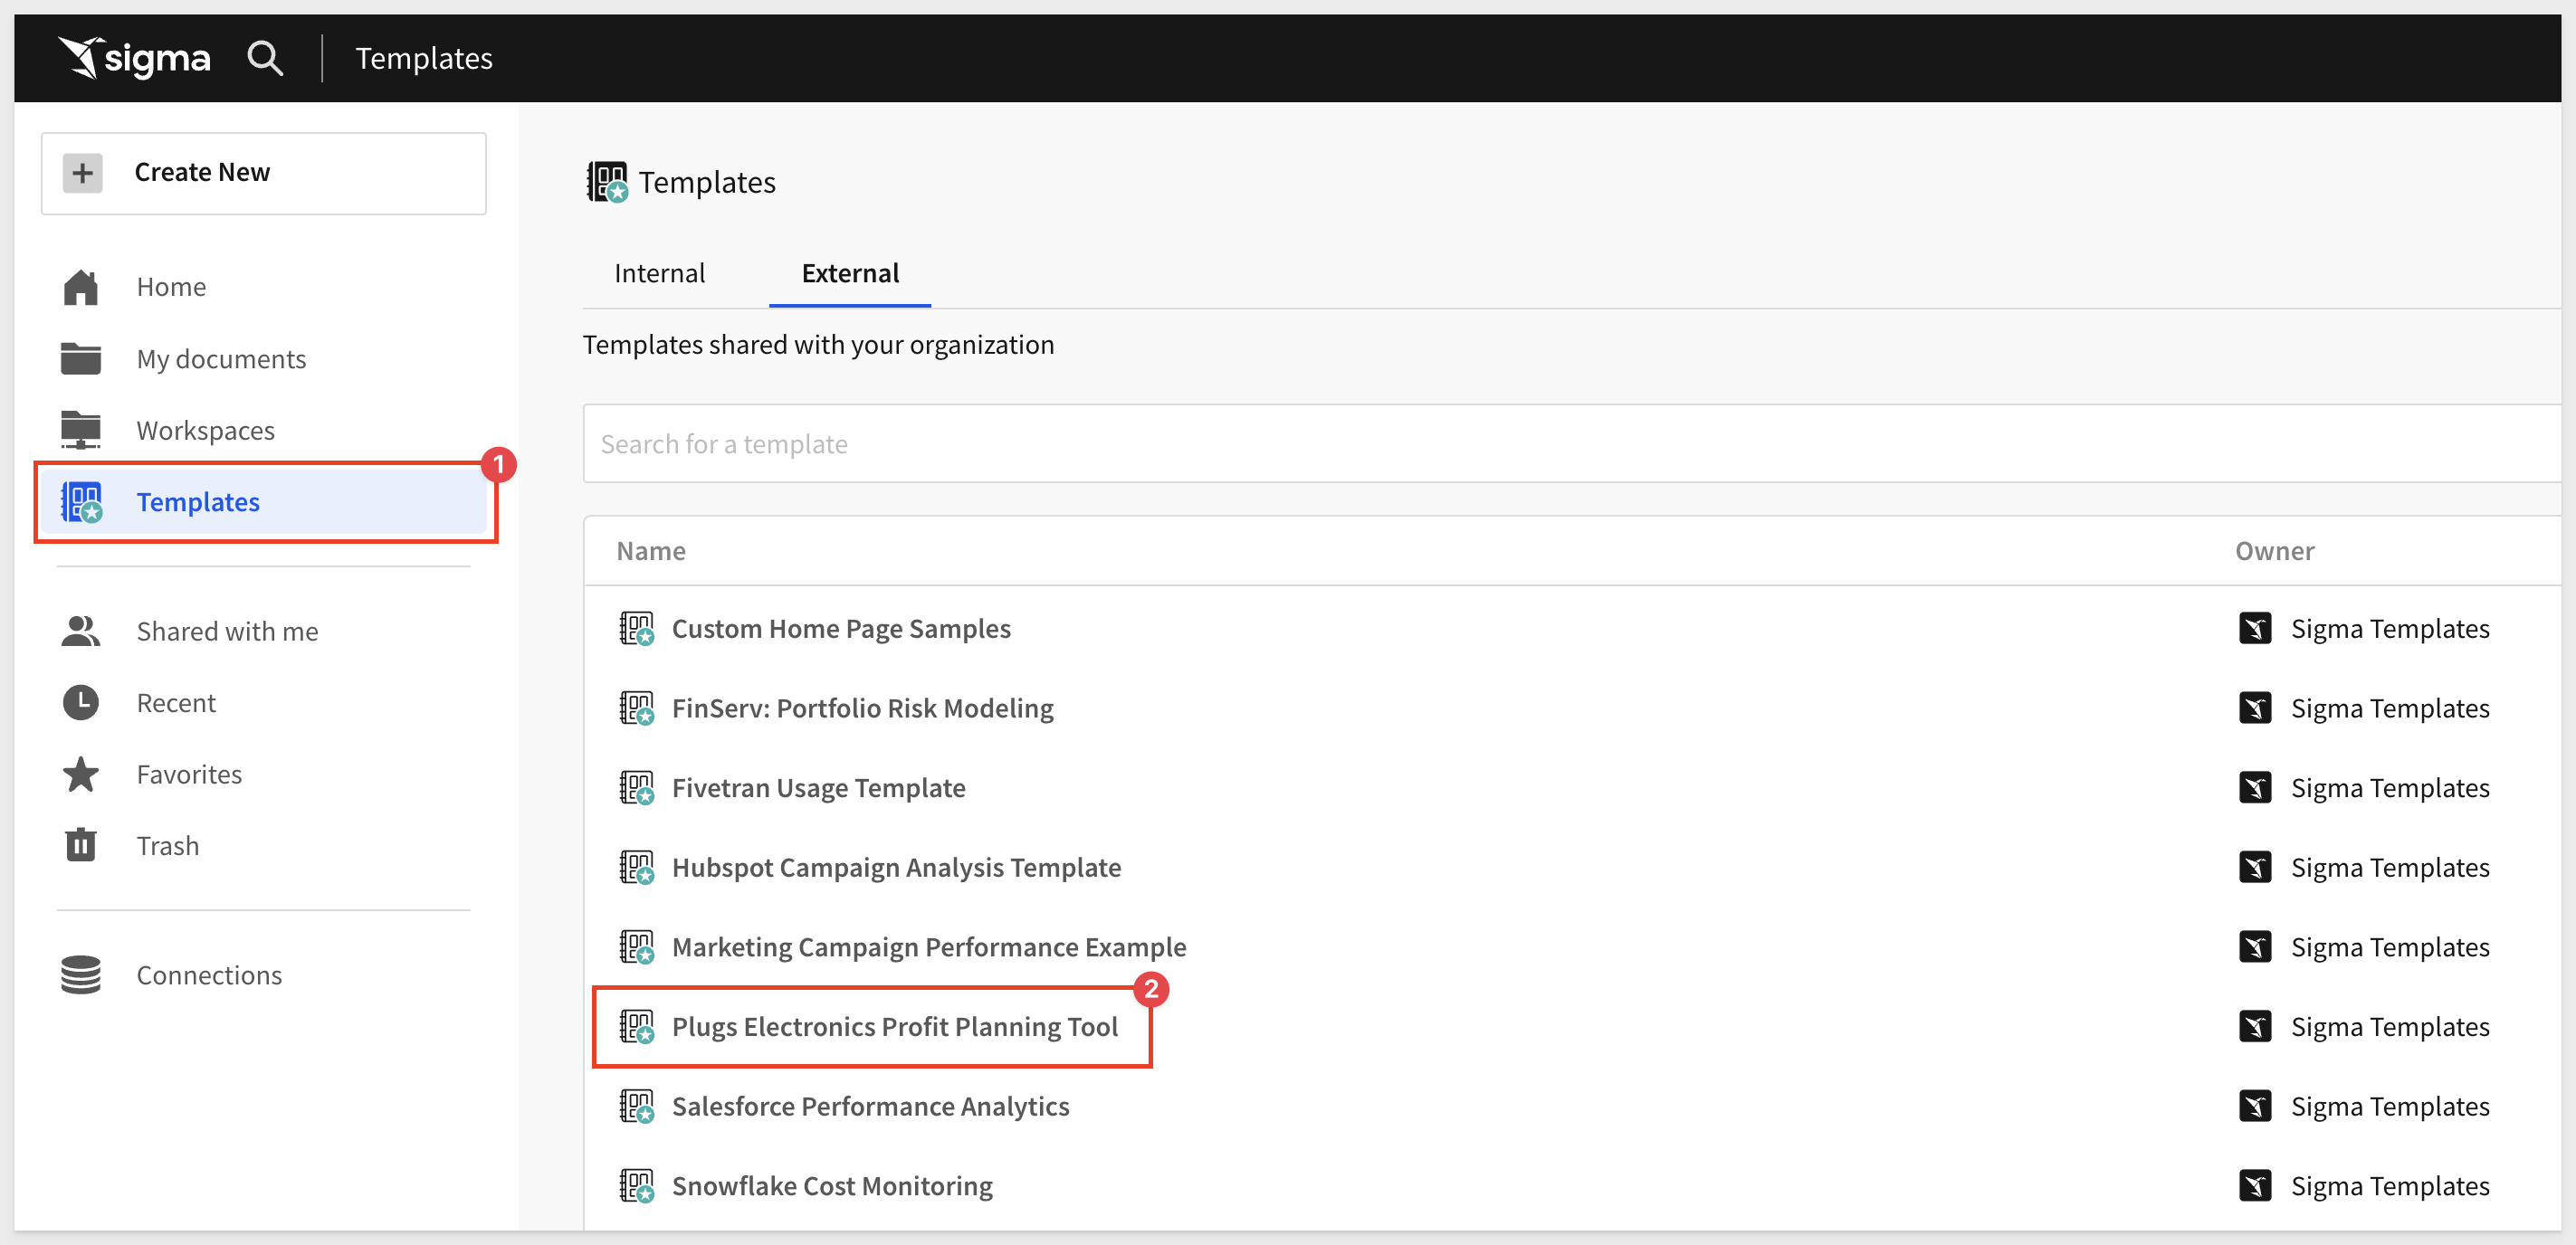 sigma
Templates
Create New
Home
My documents
Workspaces
1
Templates
Shared with me
Recent
Favorites
Trash
Connections
Templates
Internal External
Templates shared with your organization
Search for a template
Name Owner
Custom Home Page Samples Sigma Templates
FinServ: Portfolio Risk Modeling Sigma Templates
Fivetran Usage Template Sigma Templates
Hubspot Campaign Analysis Template Sigma Templates
Marketing Campaign Performance Example Sigma Templates
2
Plugs Electronics Profit Planning Tool Sigma Templates
Salesforce Performance Analytics Sigma Templates
Snowflake Cost Monitoring Sigma Templates